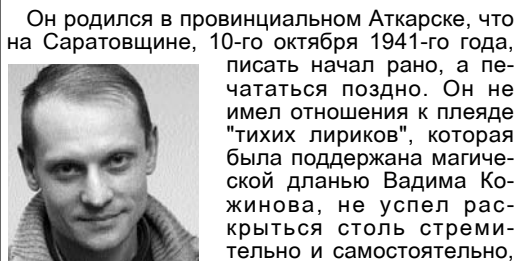 Он родился в провинциальном Аткарске, что
на Саратовщине, 10-го октября 1941-го года,
писать начал рано, а пе-
чататься поздно. Он не
имел отношения к плеяде
"тихих лириков", которая
была поддержана магиче-
ской дланью Вадима Ко-
жинова, не успел рас-
крыться столь стреми-
тельно и самостоятельно,